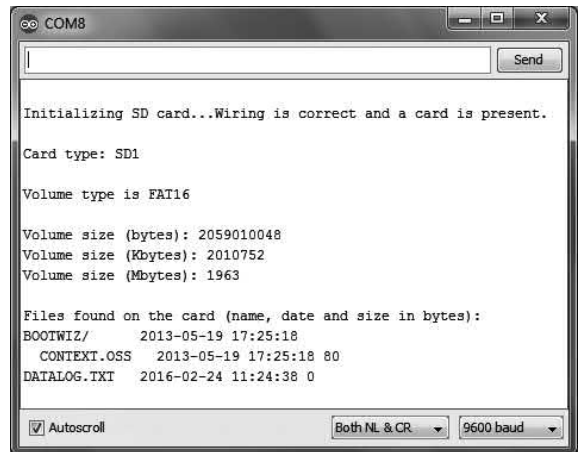 COM8
Send
Initializing SD card...Wiring is correct and a card is present.
Card type: SD1
Volume type is FAT16
Volume size (bytes): 2059010048
Volume size (Kbytes): 2010752
Volume size (Mbytes): 1963
Files found on the card (name, date and size in bytes):
BOOTWIZ/ 2013-05-19 17:25:18
CONTEXT.OSS 2013-05-19 17:25:18 80
DATALOG.TXT 2016-02-24 11:24:38 0
Autoscroll Both NL & CR 9600 baud